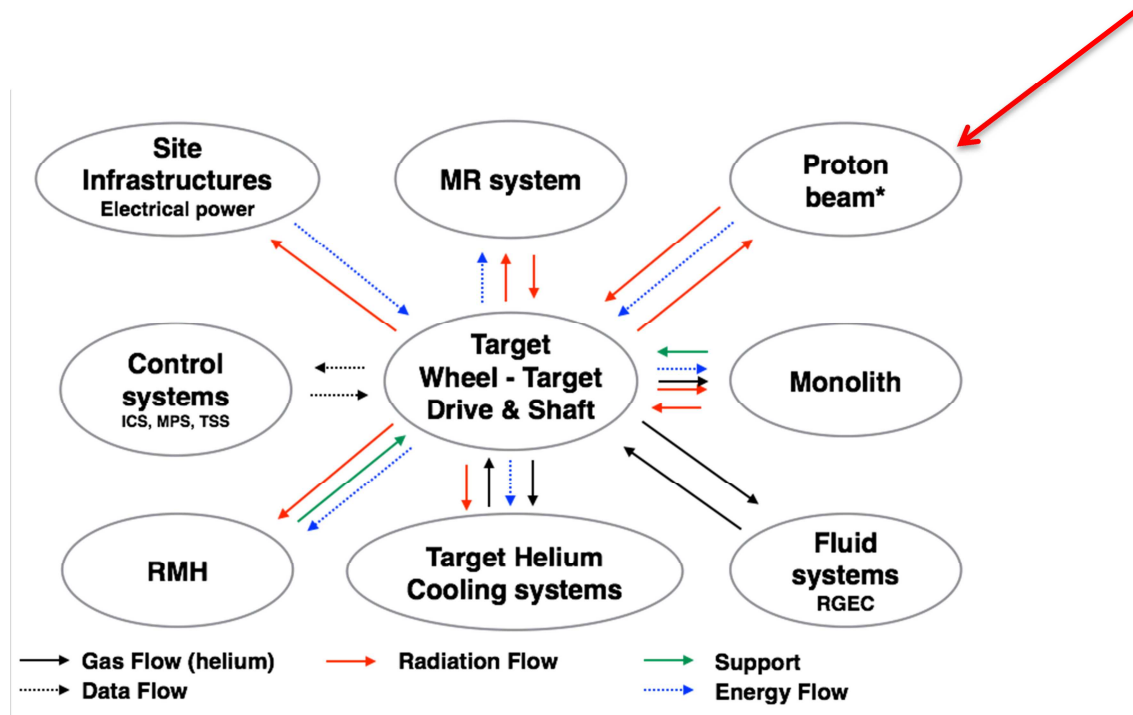 Site
Infrastructures
Electrical power
MR system
Proton
beam*
Control
systems
ICS, MPS, TSS
Target
Wheel - Target
Drive & Shaft
Monolith
RMH
Target Helium
Cooling systems
Fluid
systems
RGEC
Gas Flow (helium)
Radiation Flow
Support
Data Flow
Energy Flow